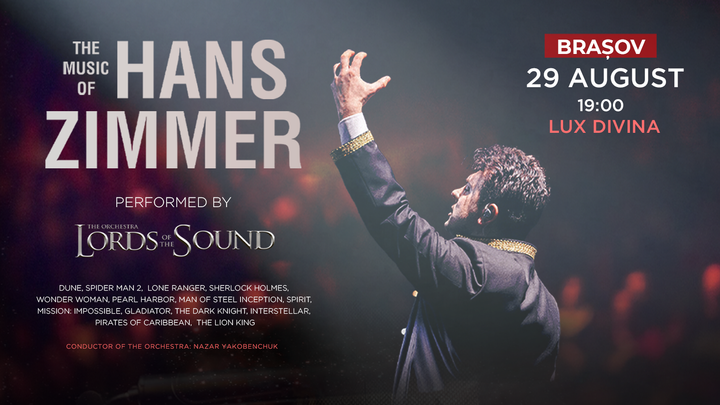 THE
MUSIC
OF
HANS
ZIMMER
PERFORMED BY
THE ORCHESTRA
LORDS OF THE SOUND
DUNE, SPIDER MAN 2, LONE RANGER, SHERLOCK HOLMES,
WONDER WOMAN, PEARL HARBOR, MAN OF STEEL INCEPTION, SPIRIT,
MISSION: IMPOSSIBLE, GLADIATOR, THE DARK KNIGHT, INTERSTELLAR,
PIRATES OF CARIBBEAN, THE LION KING
CONDUCTOR OF THE ORCHESTRA: NAZAR YAKOBENCHUK
BRAȘOV
29 AUGUST
19:00
LUX DIVINA